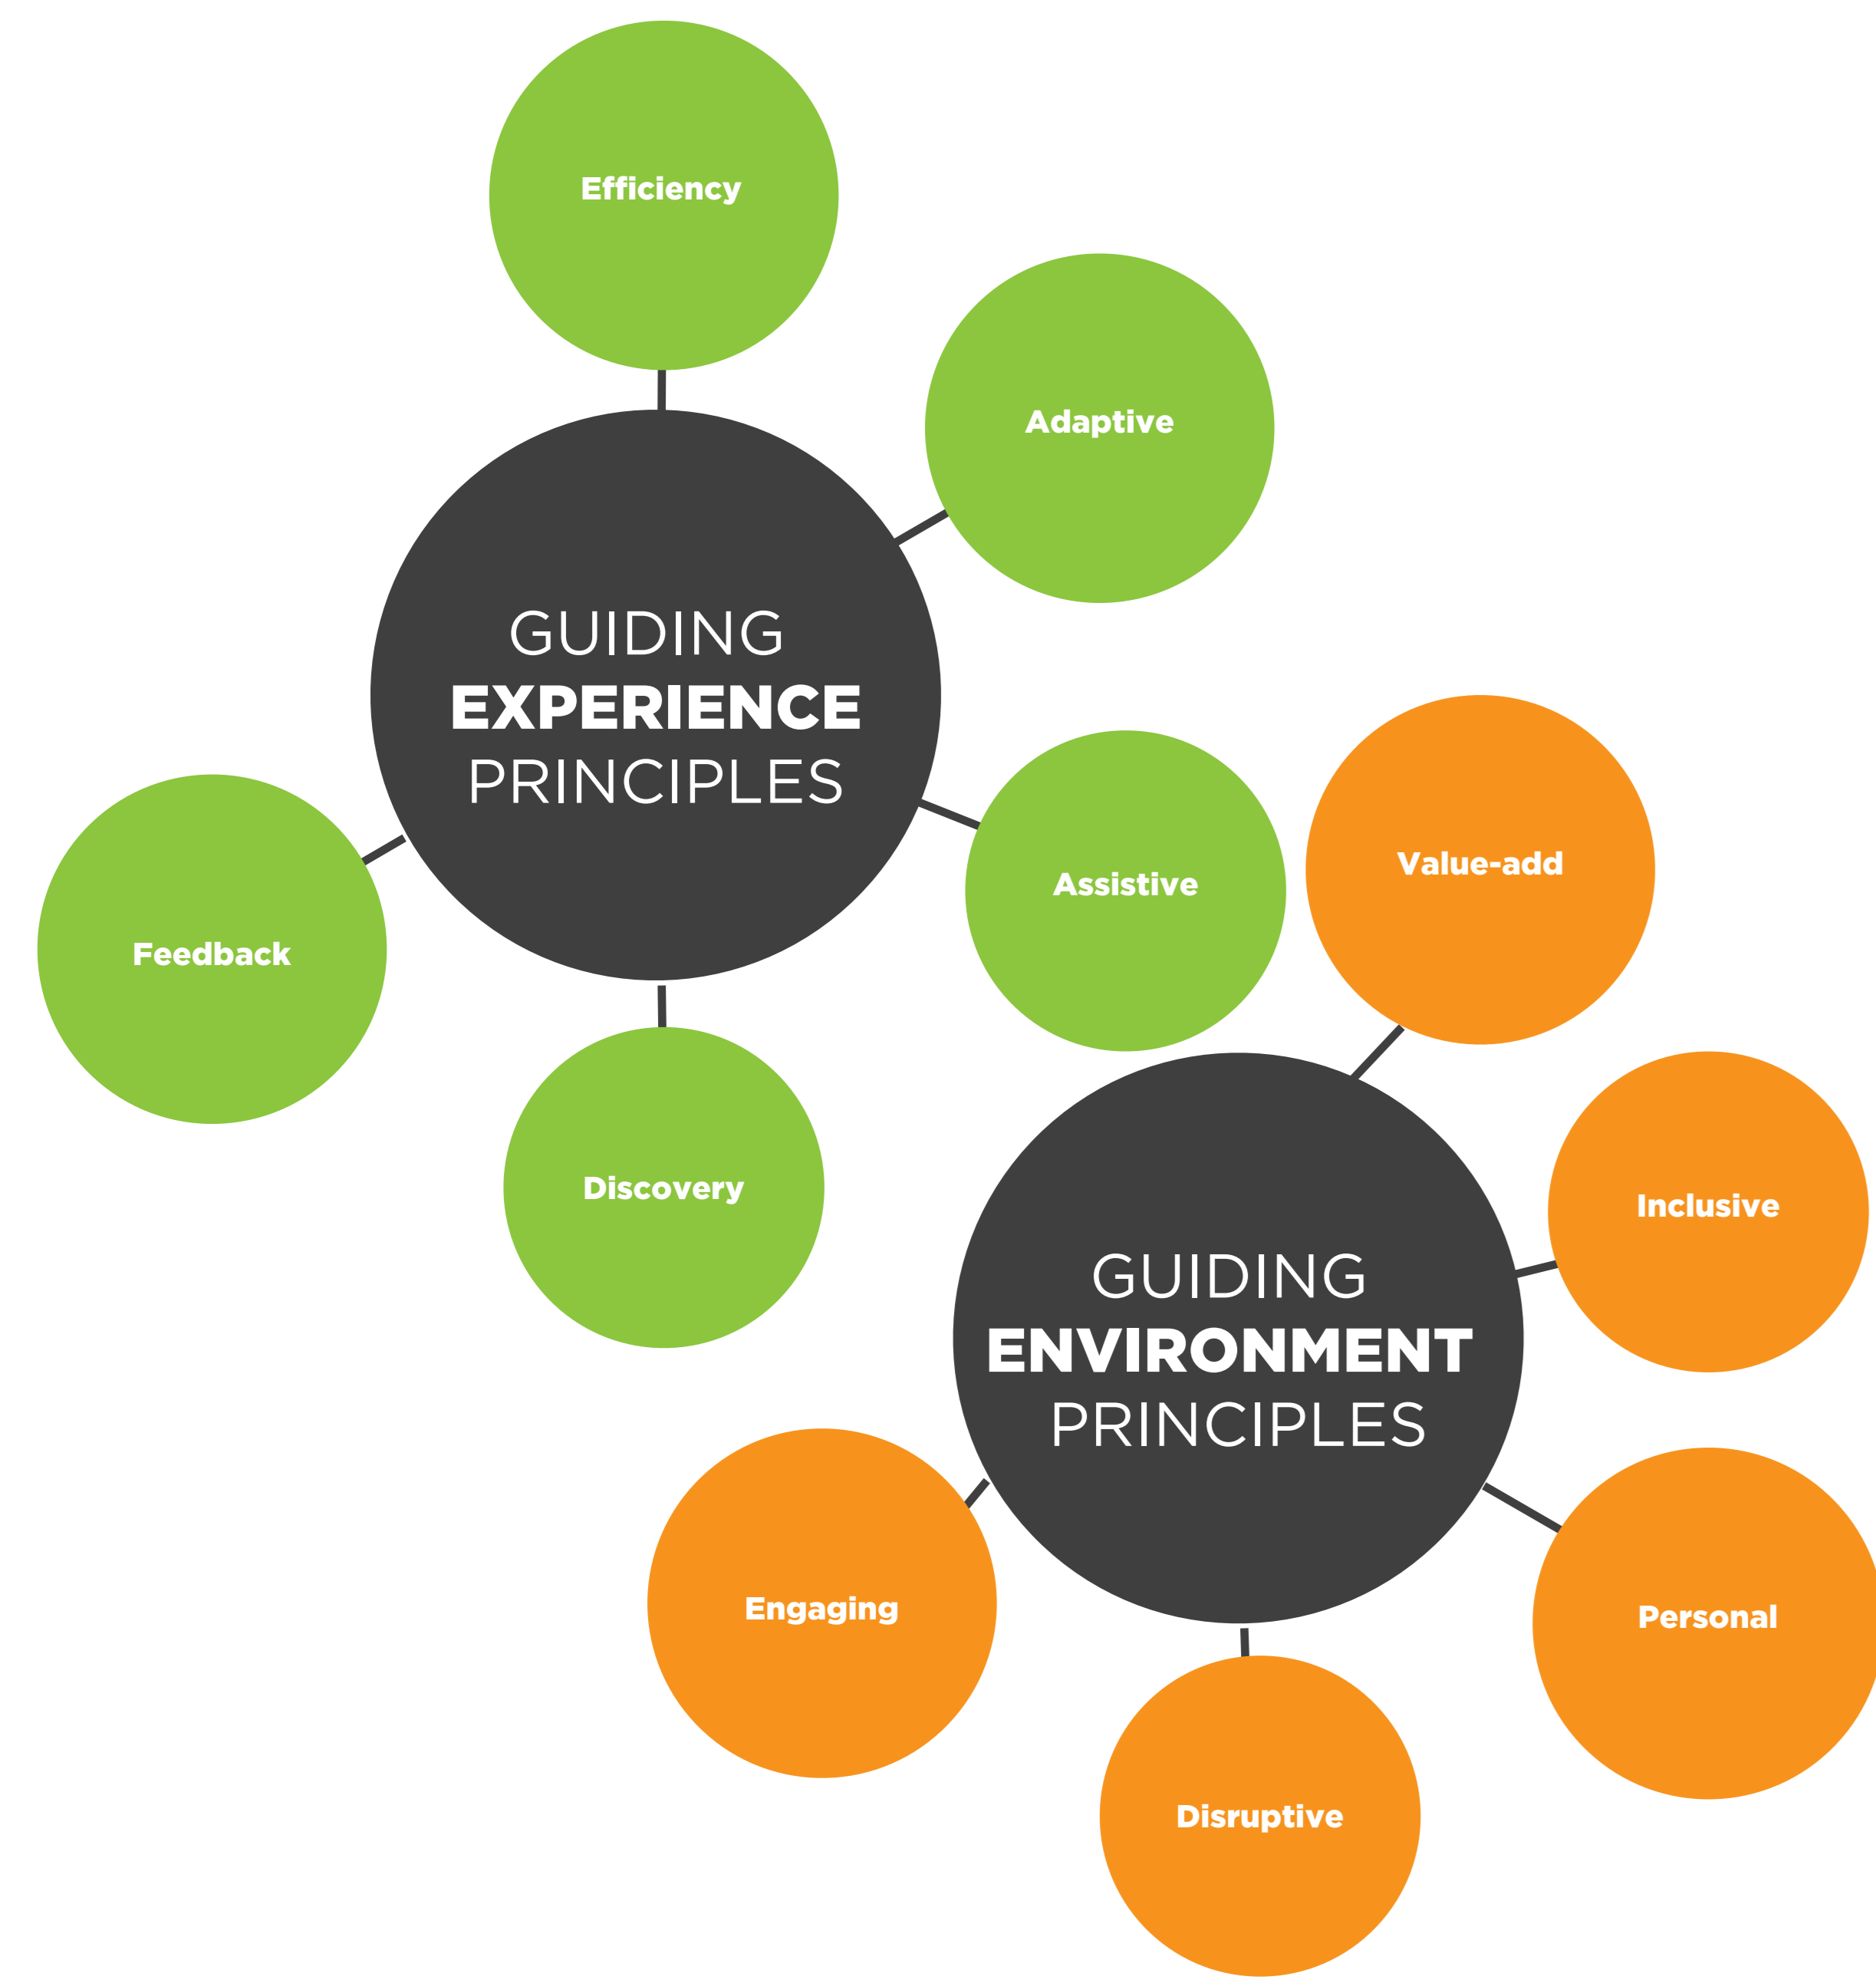 Efficiency
Adaptive
GUIDING
EXPERIENCE
PRINCIPLES
Assistive
Feedback
Discovery
Value-add
Inclusive
GUIDING
ENVIRONMENT
PRINCIPLES
Personal
Engaging
Disruptive